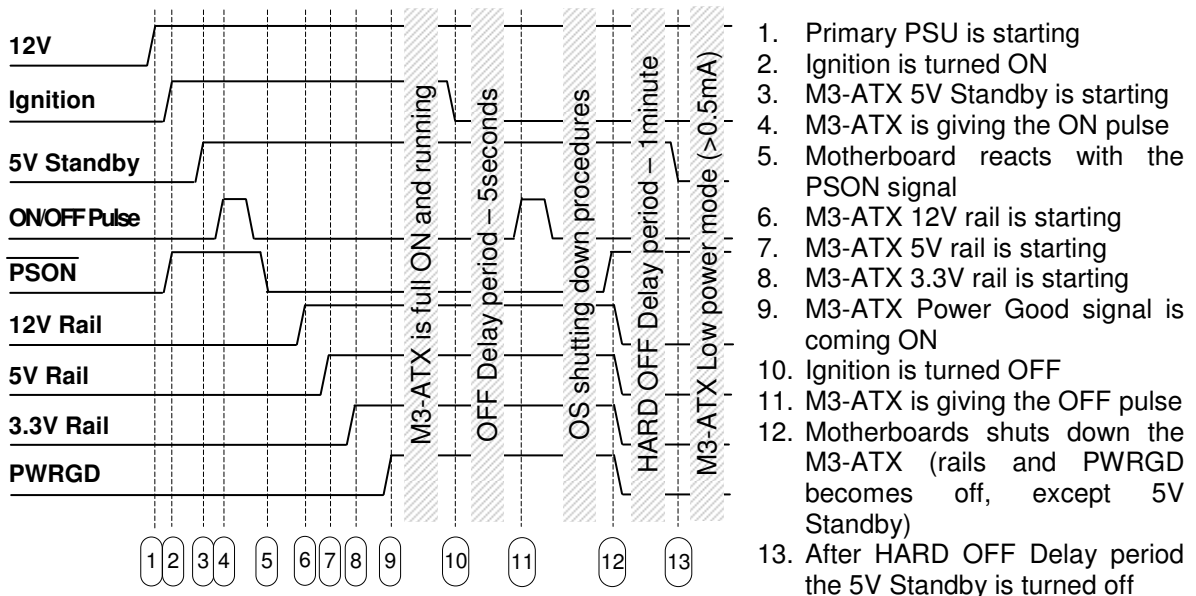 12V
Ignition
5V Standby
ON/OFF Pulse
PSON
12V Rail
5V Rail
3.3V Rail
PWRGD
M3-ATX is full ON and running
OFF Delay period – 5seconds
OS shutting down procedures
HARD OFF Delay period – 1minute
M3-ATX Low power mode (>0.5mA)
1 2 3 4 5 6 7 8 9 10 11 12 13
1. Primary PSU is starting
2. Ignition is turned ON
3. M3-ATX 5V Standby is starting
4. M3-ATX is giving the ON pulse
5. Motherboard reacts with the
PSON signal
6. M3-ATX 12V rail is starting
7. M3-ATX 5V rail is starting
8. M3-ATX 3.3V rail is starting
9. M3-ATX Power Good signal is
coming ON
10. Ignition is turned OFF
11. M3-ATX is giving the OFF pulse
12. Motherboards shuts down the
M3-ATX (rails and PWRGD
becomes off, except 5V
Standby)
13. After HARD OFF Delay period
the 5V Standby is turned off